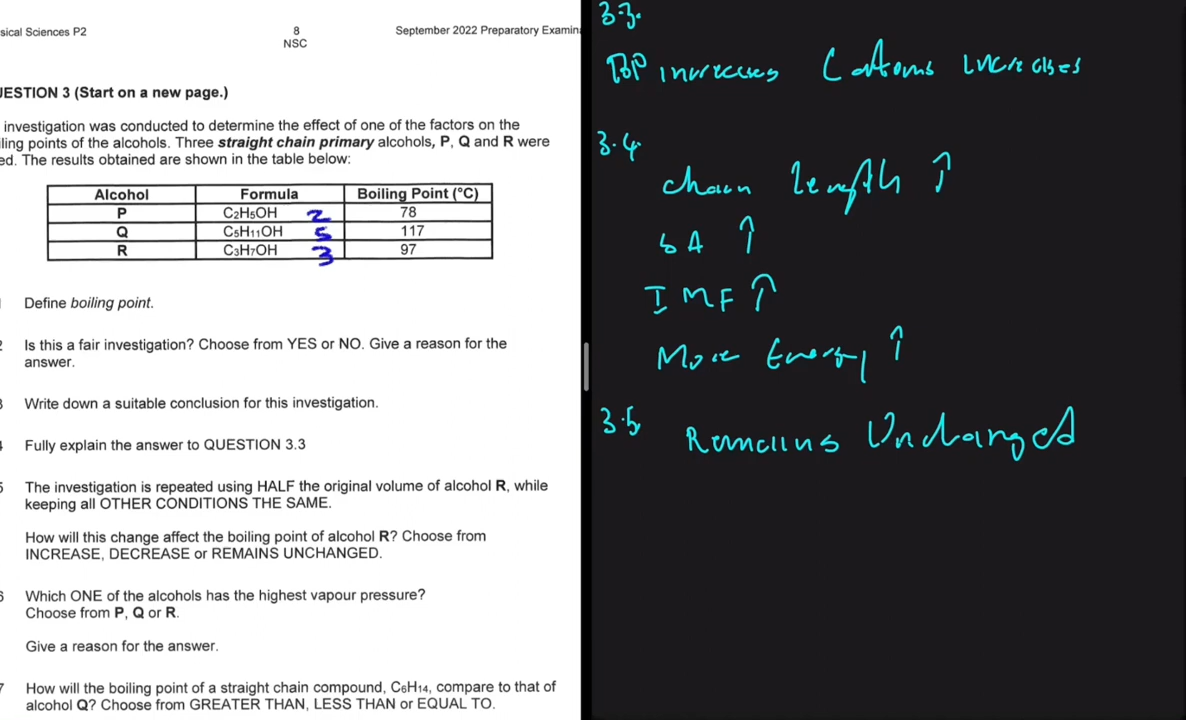 sical Sciences P2
8
NSC
September 2022 Preparatory Examin
JESTION 3 (Start on a new page.)
investigation was conducted to determine the effect of one of the factors on the
iling points of the alcohols. Three straight chain primary alcohols, P, Q and R were
ed. The results obtained are shown in the table below:
Alcohol Formula Boiling Point (°C)
P C2H5OH 2 78
Q C5H11OH 5 117
R C3H7OH 3 97
Define boiling point.
2 Is this a fair investigation? Choose from YES or NO. Give a reason for the
answer.
3 Write down a suitable conclusion for this investigation.
4 Fully explain the answer to QUESTION 3.3
5 The investigation is repeated using HALF the original volume of alcohol R, while
keeping all OTHER CONDITIONS THE SAME.
How will this change affect the boiling point of alcohol R? Choose from
INCREASE, DECREASE or REMAINS UNCHANGED.
6 Which ONE of the alcohols has the highest vapour pressure?
Choose from P, Q or R.
Give a reason for the answer.
7 How will the boiling point of a straight chain compound, C6H14, compare to that of
alcohol Q? Choose from GREATER THAN, LESS THAN or EQUAL TO.
3.3.
BP increases C atoms increases
3.4.
Chain length ↑
SA ↑
IMF ↑
More Energy ↑
3.5
Remains Unchanged